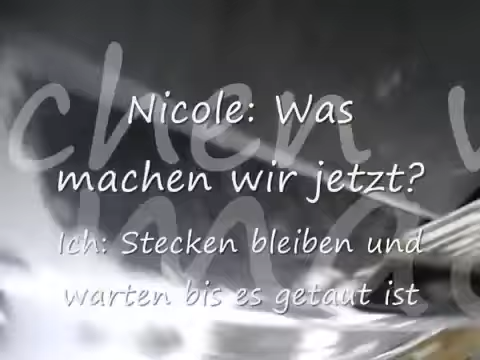 Nicole: Was
machen wir jetzt?
Ich: Stecken bleiben und
warten bis es getaut ist